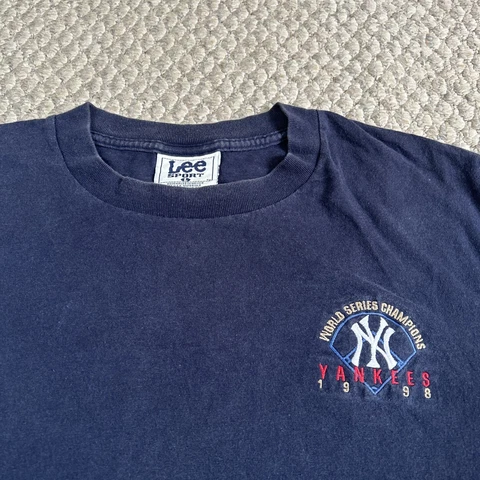 Lee
SPORT
WORLD SERIES CHAMPIONS
NY
YANKEES
1998